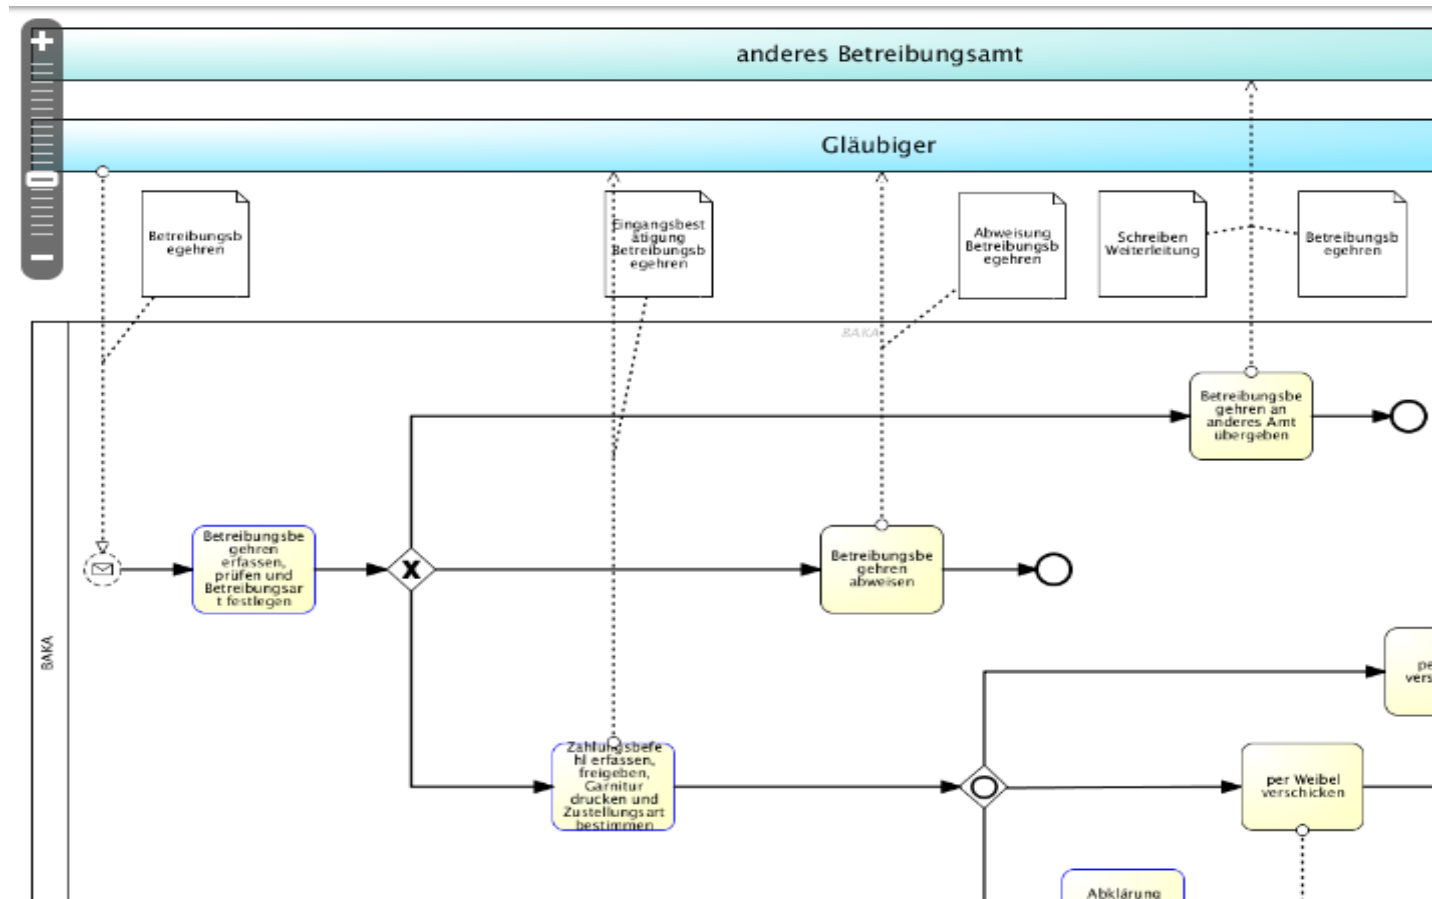 anderes Betreibungsamt
Gläubiger
Betreibungsb
egehren
Eingangsbest
ätigung
Betreibungsb
egehren
Abweisung
Betreibungsb
egehren
Schreiben
Weiterleitung
Betreibungsb
egehren
BAKA
BAKA
Betreibungsbe
gehren an
anderes Amt
übergeben
Betreibungsbe
gehren
erfassen,
prüfen und
Betreibungsar
t festlegen
X
Betreibungsbe
gehren
abweisen
Zahlungsbefe
hl erfassen,
freigeben,
Garnitur
drucken und
Zustellungsart
bestimmen
pe
vers
per Weibel
verschicken
Abklärung